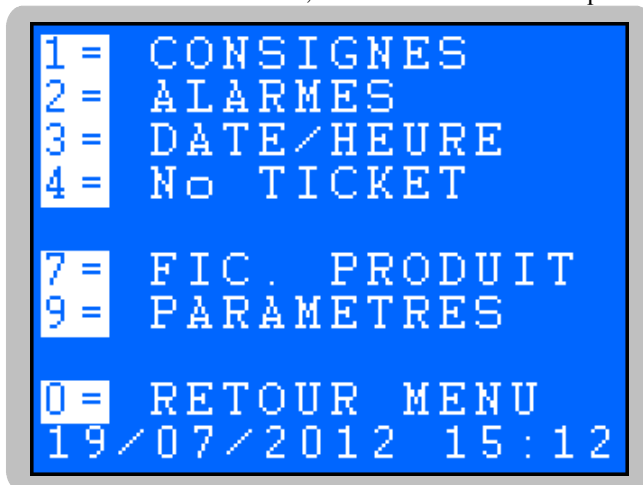 1= CONSIGNES
2= ALARMES
3= DATE/HEURE
4= No TICKET
7= FIC. PRODUIT
9= PARAMETRES
0= RETOUR MENU
19/07/2012 15:12